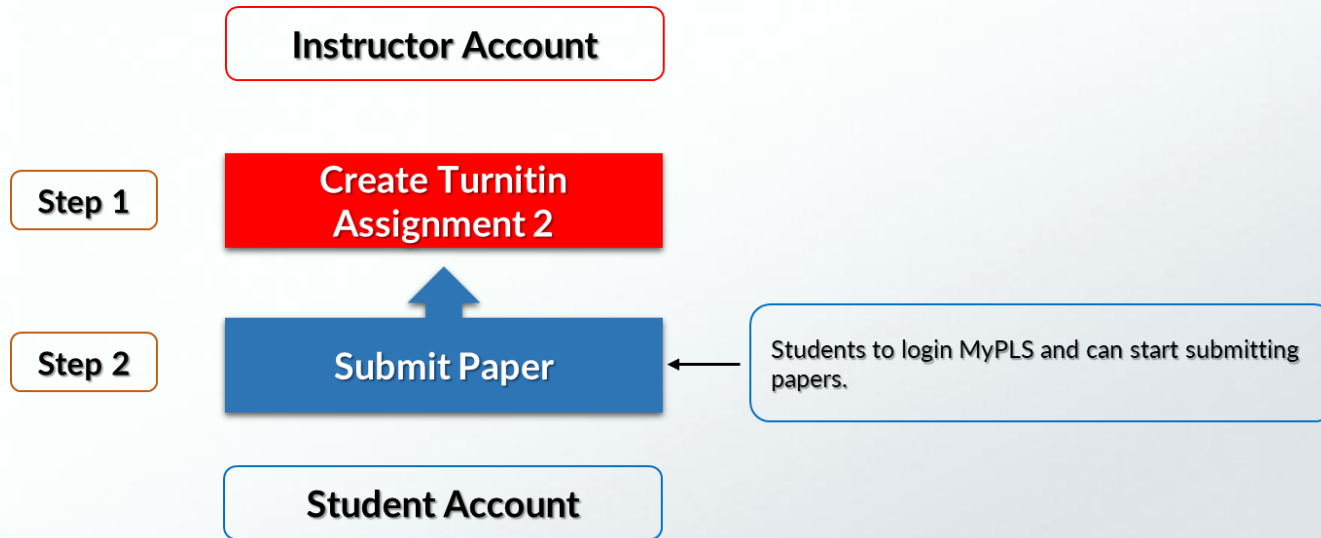 Instructor Account
Step 1
Create Turnitin
Assignment 2
Step 2
Submit Paper
Students to login MyPLS and can start submitting
papers.
Student Account